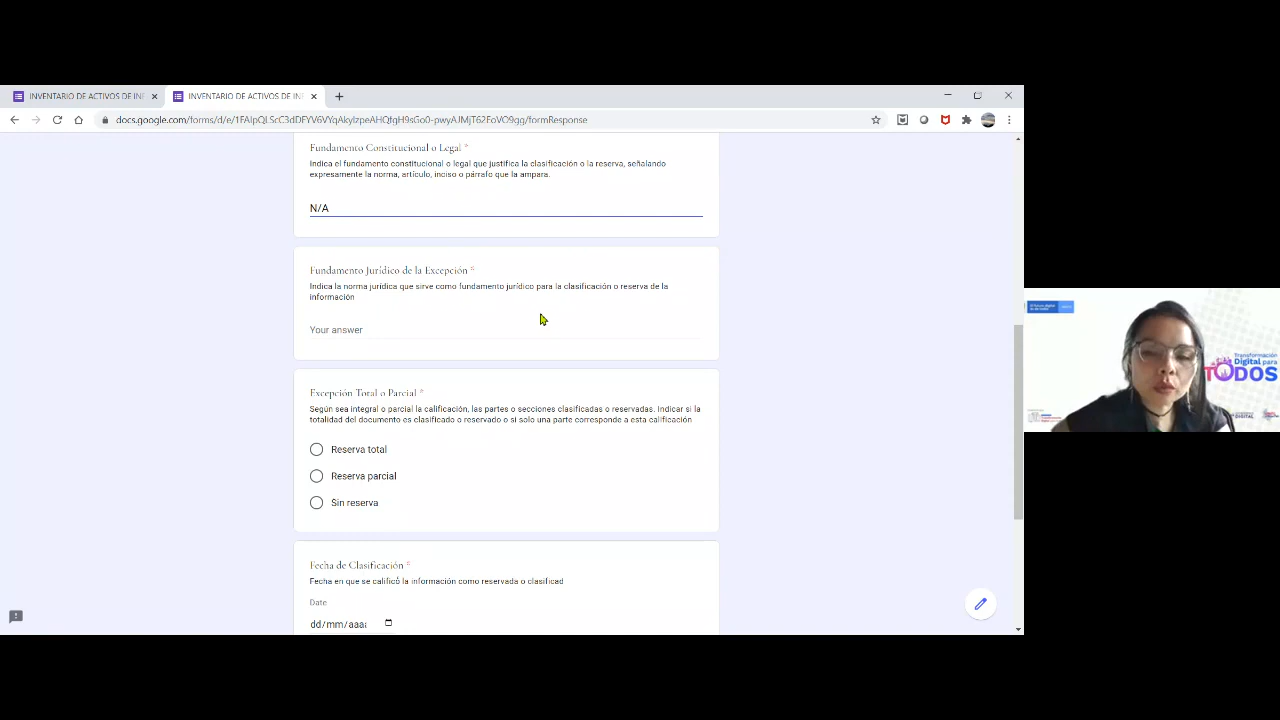 INVENTARIO DE ACTIVOS DE INF
INVENTARIO DE ACTIVOS DE INF
Fundamento Constitucional o Legal *
Indica el fundamento constitucional o legal que justifica la clasificación o la reserva, señalando
expresamente la norma, artículo, inciso o párrafo que la ampara.
N/A
Fundamento Jurídico de la Excepción *
Indica la norma jurídica que sirve como fundamento jurídico para la clasificación o reserva de la
información
Your answer
Excepción Total o Parcial *
Según sea integral o parcial la calificación, las partes o secciones clasificadas o reservadas. Indicar si la
totalidad del documento es clasificado o reservado o si solo una parte corresponde a esta calificación
Reserva total
Reserva parcial
Sin reserva
Fecha de Clasificación *
Fecha en que se calificó la información como reservada o clasificad
Date
dd/mm/aaaa
Transformación
Digital para
TODOS